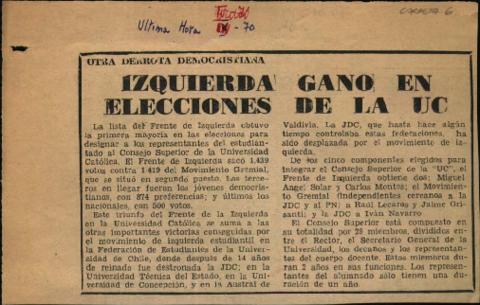 Ultima Hora
IX - 70
CARPETA 6
OTRA DERROTA DEMOCRISTIANA
IZQUIERDA GANO EN
ELECCIONES DE LA UC
La lista del Frente de Izquierda obtuvo
la primera mayoría en las elecciones para
designar a los representantes del estudian-
tado al Consejo Superior de la Universidad
Católica. El Frente de Izquierda sacó 1.439
votos contra 1.419 del Movimiento Gremial,
que se situó en segundo puesto. Los terce-
ros en llegar fueron los jóvenes democris-
tianos, con 874 preferencias; y últimos los
nacionales, con 500 votos.
Este triunfo del Frente de la Izquierda
en la Universidad Católica se suma a las
otras importantes victorias conseguidas por
el movimiento de izquierda estudiantil en
la Federación de Estudiantes de la Univer-
sidad de Chile, donde después de 14 años
de reinado fue destronada la JDC; en la
Universidad Técnica del Estado, en la Uni-
versidad de Concepción, y en la Austral de
Valdivia. La JDC, que hasta hace algún
tiempo controlaba estas federaciones, ha
sido desplazada por el movimiento de iz-
quierda.
De los cinco componentes elegidos para
integrar el Consejo Superior de la "UC", el
Frente de Izquierda obtiene dos: Miguel An-
gel Solar y Carlos Montes; el Movimiento
Gremial (independientes cercanos a la
JDC y al PN), a Raúl Lecaros y Jaime Ori-
santi; y la JDC a Iván Navarro
El Consejo Superior está compuesto en
su totalidad por 28 miembros, divididos en-
tre el Rector, el Secretario General de la
Universidad, los decanos y los representan-
tes del cuerpo docente. Estos miembros du-
ran 2 años en sus funciones. Los represen-
tantes del alumnado sólo tienen una du-
ración de un año.